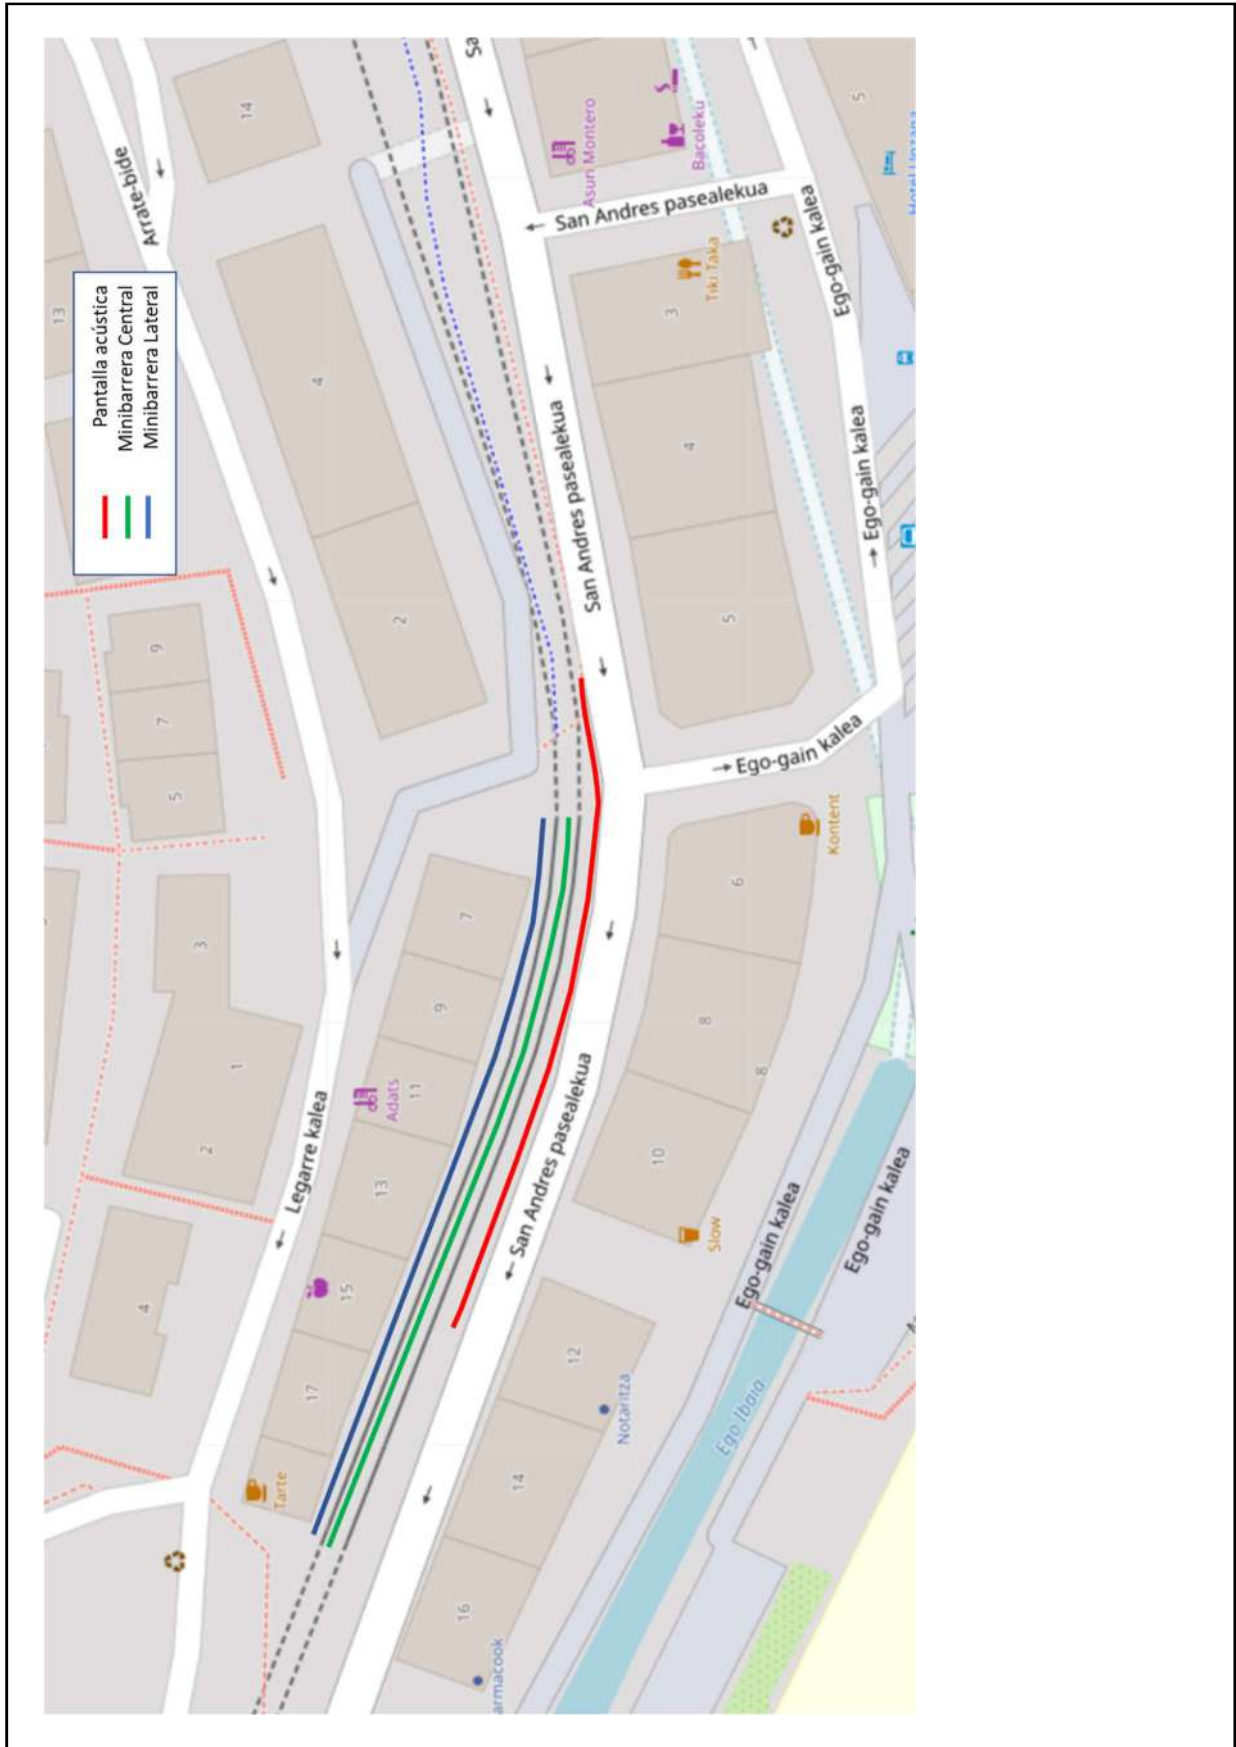 Pantalla acústica
Minibarrera Central
Minibarrera Lateral
Arrate-bide
14
13
4
2
9
7
5
3
1
2
4
Legarre kalea
7
9
11
Adats
13
15
17
Tarte
San Andres pasealekua
San Andres pasealekua
San Andres pasealekua
Asun Montero
Bacoleku
5
Tiki Taka
3
4
5
Ego-gain kalea
Ego-gain kalea
Ego-gain kalea
Kontent
6
8
8
10
Slow
Ego-gain kalea
Ego-gain kalea
Ego Ibaia
12
Notaritza
14
16
armacook
Sa